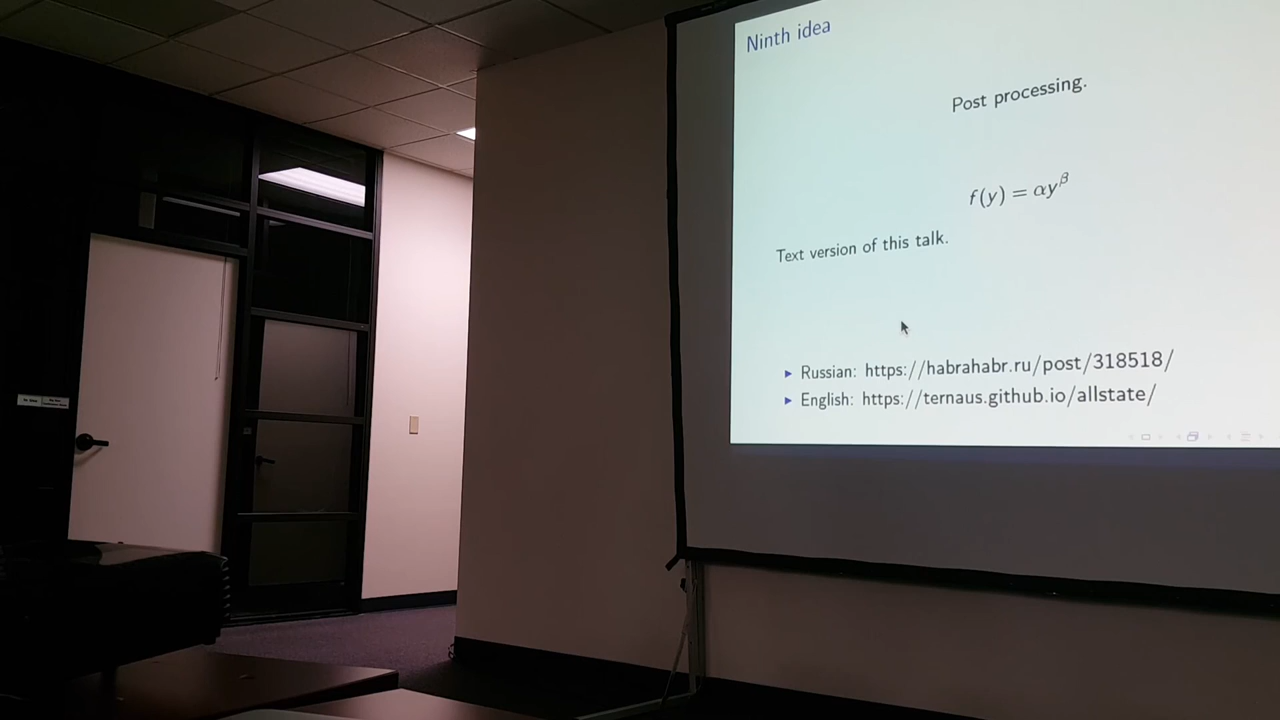 Ninth idea
Post processing.
f(y) = αy^β
Text version of this talk.
▸ Russian: https://habrahabr.ru/post/318518/
▸ English: https://ternaus.github.io/allstate/